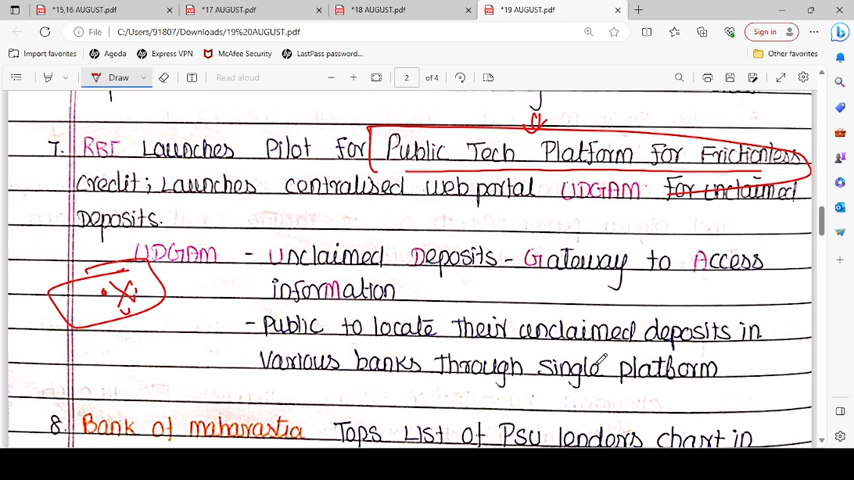 *15,16 AUGUST.pdf
*17 AUGUST.pdf
*18 AUGUST.pdf
*19 AUGUST.pdf
File C:/Users/91807/Downloads/19%20AUGUST.pdf
Sign in
Import favorites Agoda Express VPN McAfee Security LastPass password... Other favorites
Draw Read aloud 2 of 4
7. RBI Launches Pilot for Public Tech Platform for Frictionless
credit; Launches centralised web portal UDGAM for unclaimed
Deposits.
UDGAM - Unclaimed Deposits - Gateway to Access
inforMation
- Public to locate their unclaimed deposits in
Various banks through single platform
8. Bank of maharastia Tops List of PSU lenders chart in